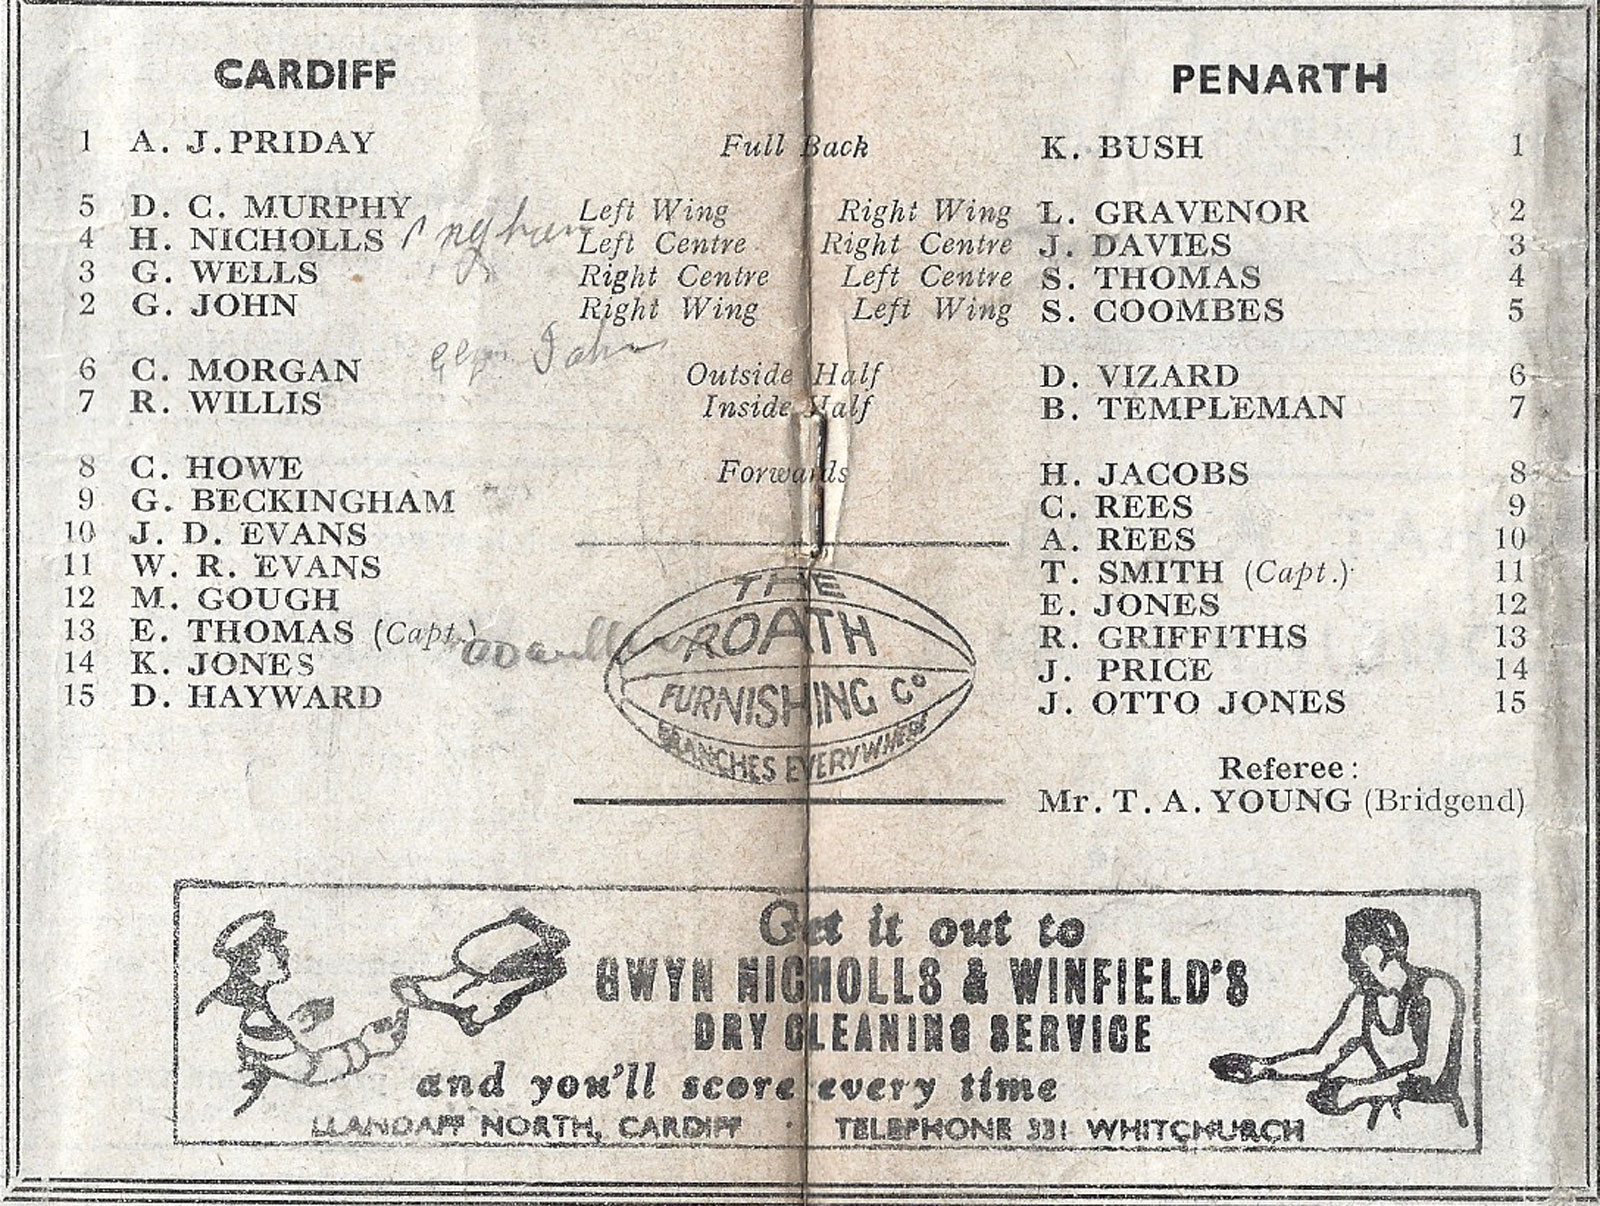 CARDIFF PENARTH
1 A. J. PRIDAY Full Back K. BUSH 1
5 D. C. MURPHY Left Wing Right Wing L. GRAVENOR 2
4 H. NICHOLLS Left Centre Right Centre J. DAVIES 3
3 G. WELLS Right Centre Left Centre S. THOMAS 4
2 G. JOHN Right Wing Left Wing S. COOMBES 5
John
6 C. MORGAN Outside Half D. VIZARD 6
7 R. WILLIS Inside Half B. TEMPLEMAN 7
8 C. HOWE Forwards H. JACOBS 8
9 G. BECKINGHAM C. REES 9
10 J. D. EVANS A. REES 10
11 W. R. EVANS T. SMITH (Capt.) 11
12 M. GOUGH E. JONES 12
13 E. THOMAS (Capt.) R. GRIFFITHS 13
14 K. JONES J. PRICE 14
15 D. HAYWARD J. OTTO JONES 15
THE
ROATH
FURNISHING Co
BRANCHES EVERYWHERE
Referee:
Mr. T. A. YOUNG (Bridgend)
Get it out to
GWYN NICHOLLS & WINFIELD'S
DRY CLEANING SERVICE
and you'll score every time
LLANDAFF NORTH, CARDIFF · TELEPHONE 331 WHITCHURCH